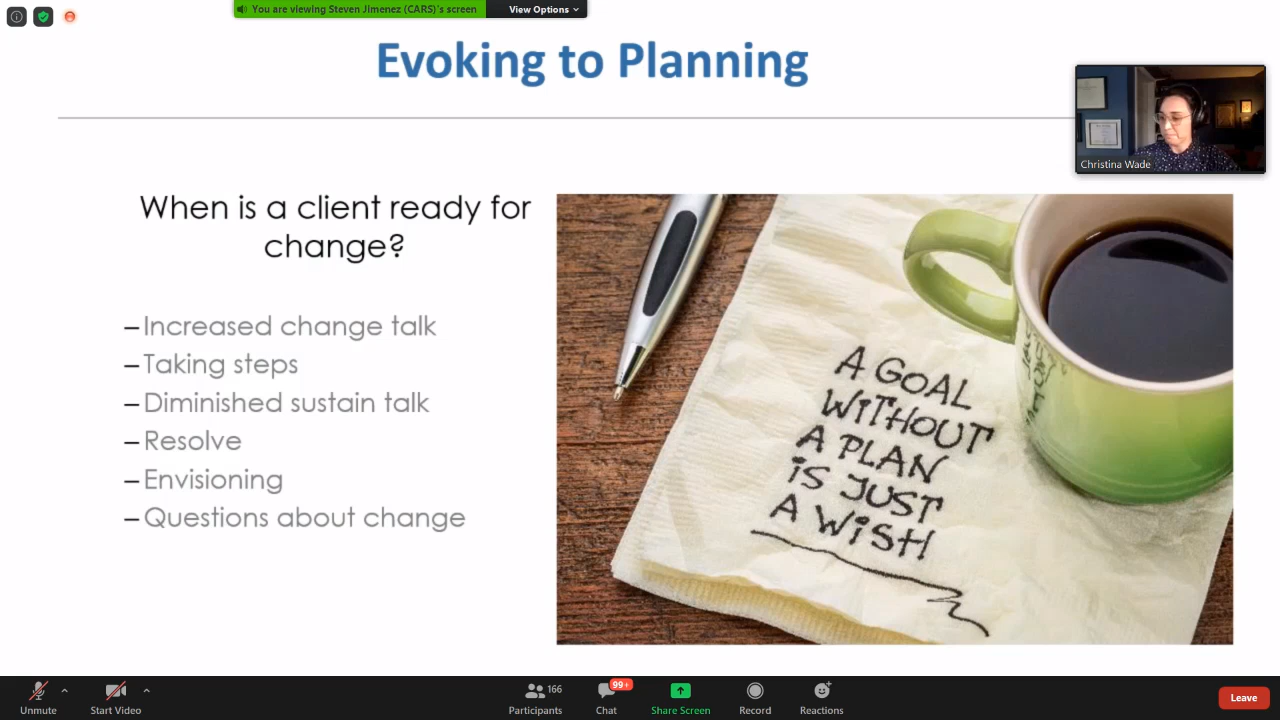 You are viewing Steven Jimenez (CARS)'s screen
View Options
Evoking to Planning
Christina Wade
When is a client ready for
change?
– Increased change talk
– Taking steps
– Diminished sustain talk
– Resolve
– Envisioning
– Questions about change
A GOAL
WITHOUT
A PLAN
iS JUST
A WiSH
Unmute
Start Video
166
Participants
99+
Chat
Share Screen
Record
Reactions
Leave